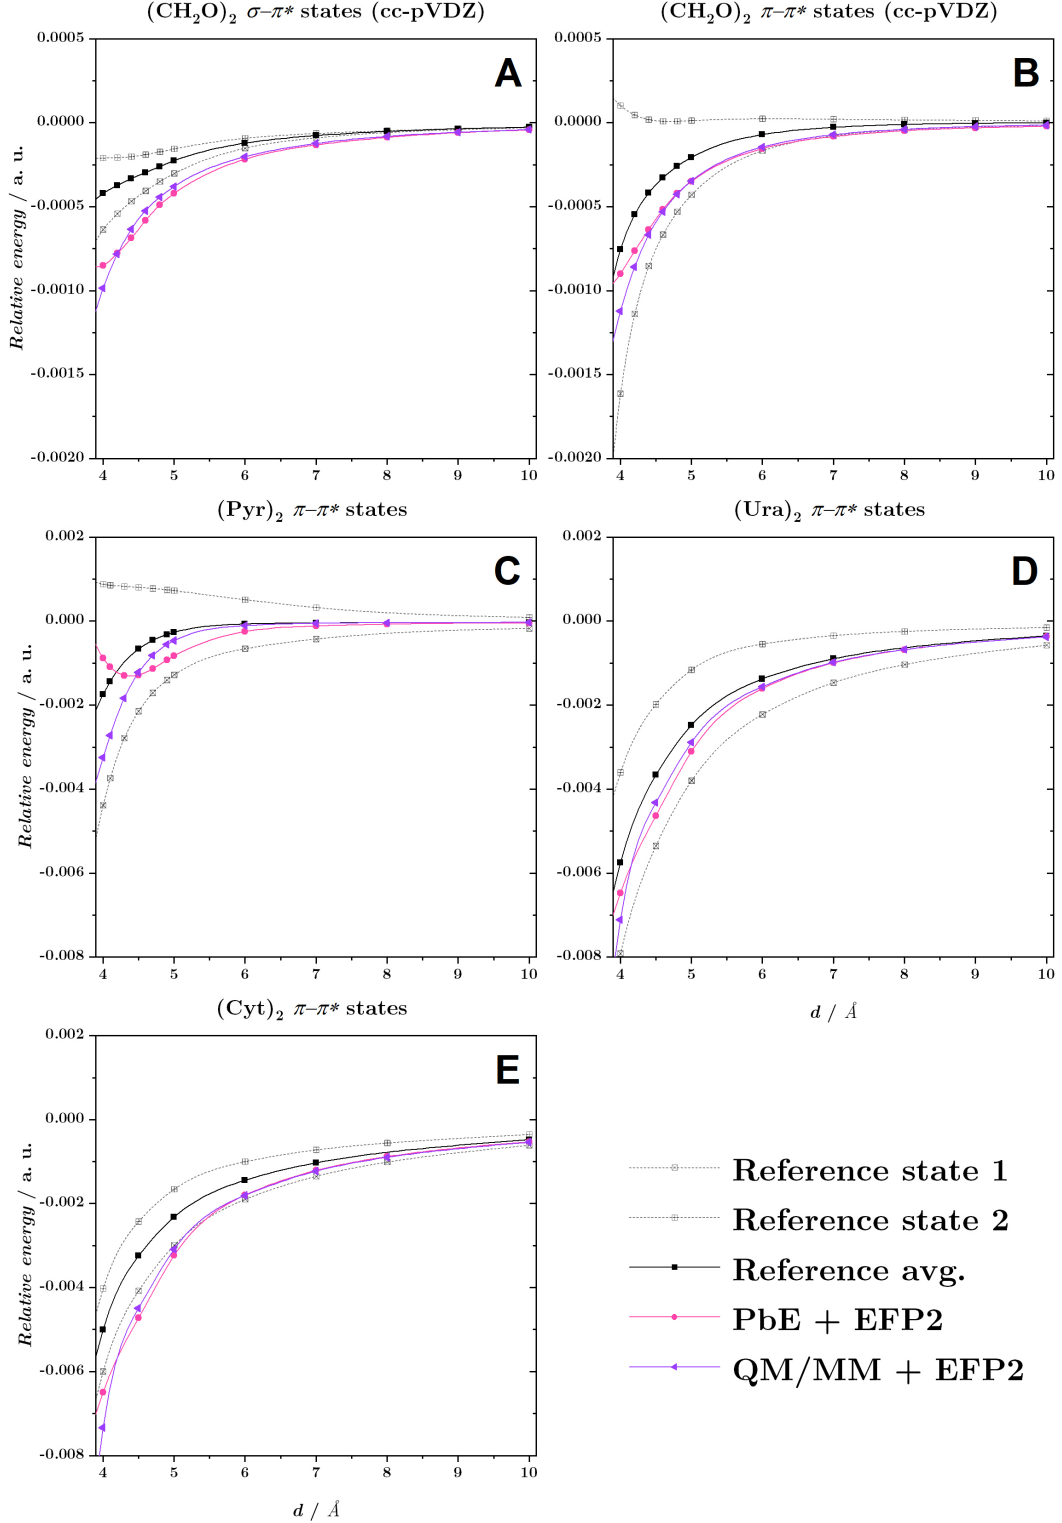 (CH₂O)₂ σ–π* states (cc-pVDZ)
(CH₂O)₂ π–π* states (cc-pVDZ)
A
B
0.0005
0.0000
-0.0005
-0.0010
-0.0015
-0.0020
Relative energy / a. u.
4 5 6 7 8 9 10
0.0005
0.0000
-0.0005
-0.0010
-0.0015
-0.0020
4 5 6 7 8 9 10
(Pyr)₂ π–π* states
(Ura)₂ π–π* states
C
D
0.002
0.000
-0.002
-0.004
-0.006
-0.008
Relative energy / a. u.
4 5 6 7 8 9 10
0.002
0.000
-0.002
-0.004
-0.006
-0.008
4 5 6 7 8 9 10
d / Å
(Cyt)₂ π–π* states
E
0.002
0.000
-0.002
-0.004
-0.006
-0.008
Relative energy / a. u.
4 5 6 7 8 9 10
d / Å
Reference state 1
Reference state 2
Reference avg.
PbE + EFP2
QM/MM + EFP2